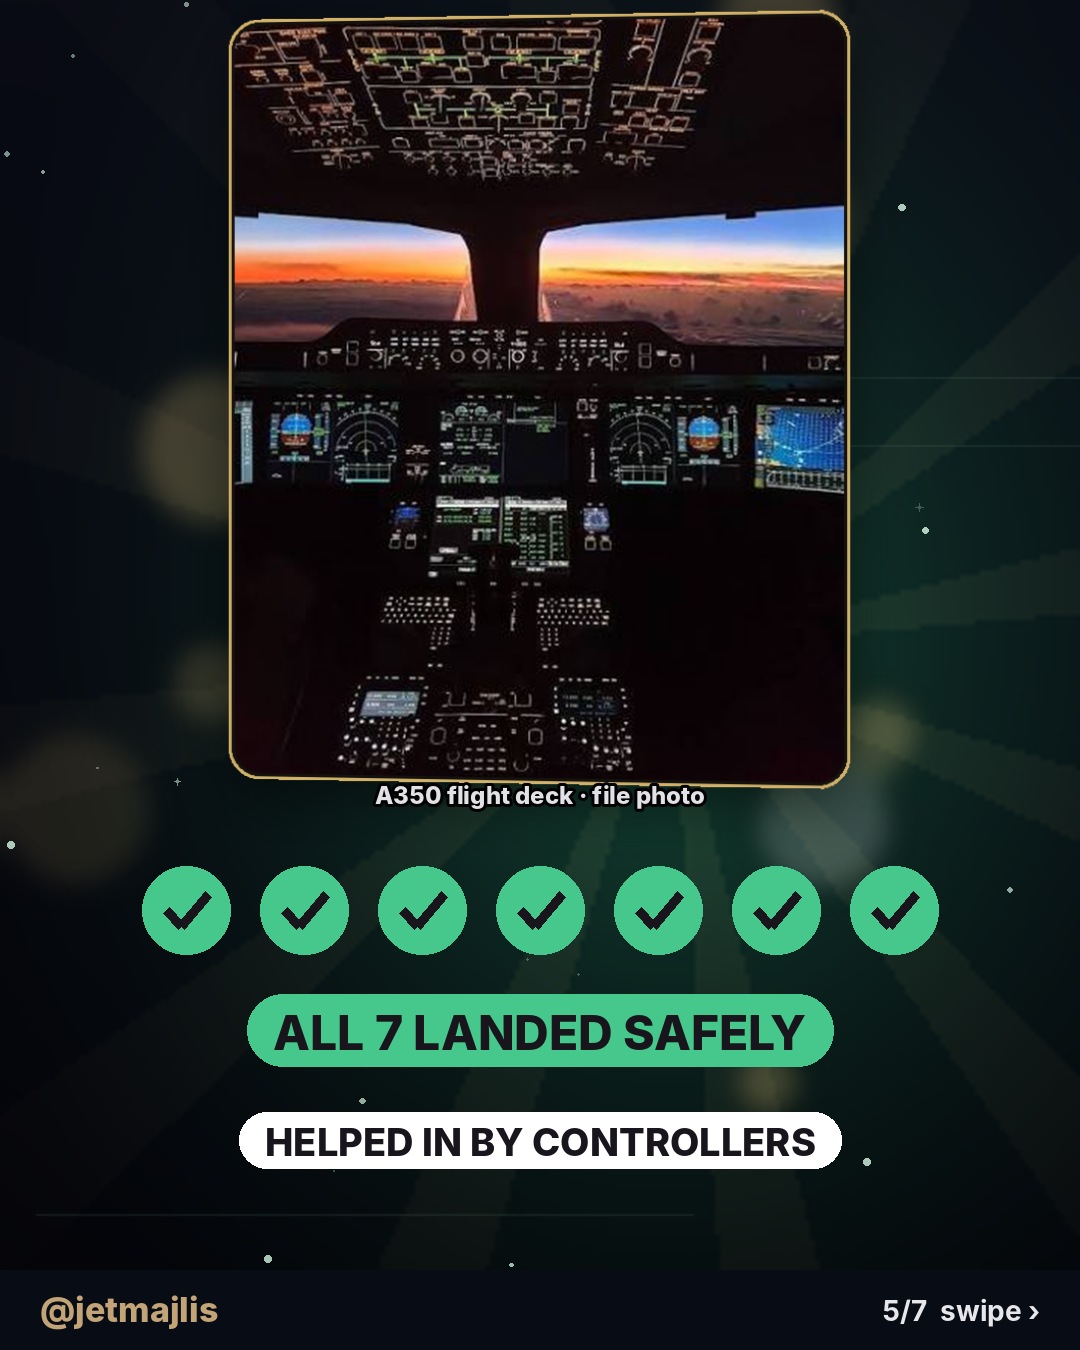 A350 flight deck · file photo
ALL 7 LANDED SAFELY
HELPED IN BY CONTROLLERS
@jetmajlis
5/7 swipe ›